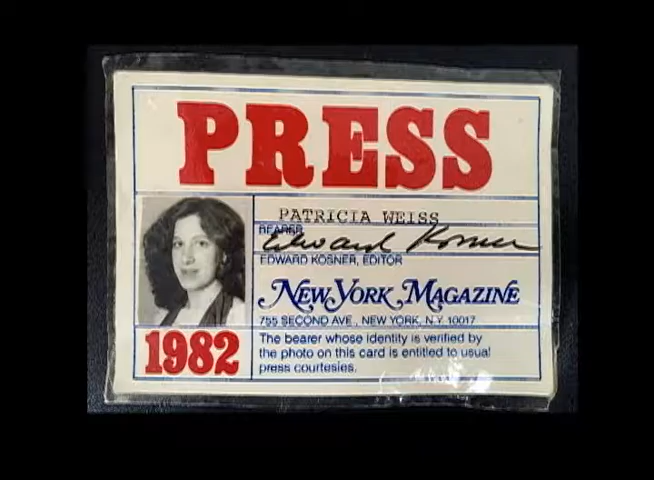 PRESS
PATRICIA WEISS
BEARER
Edward Kosner
EDWARD KOSNER, EDITOR
NEW YORK MAGAZINE
755 SECOND AVE., NEW YORK, N.Y. 10017
1982
The bearer whose identity is verified by
the photo on this card is entitled to usual
press courtesies.